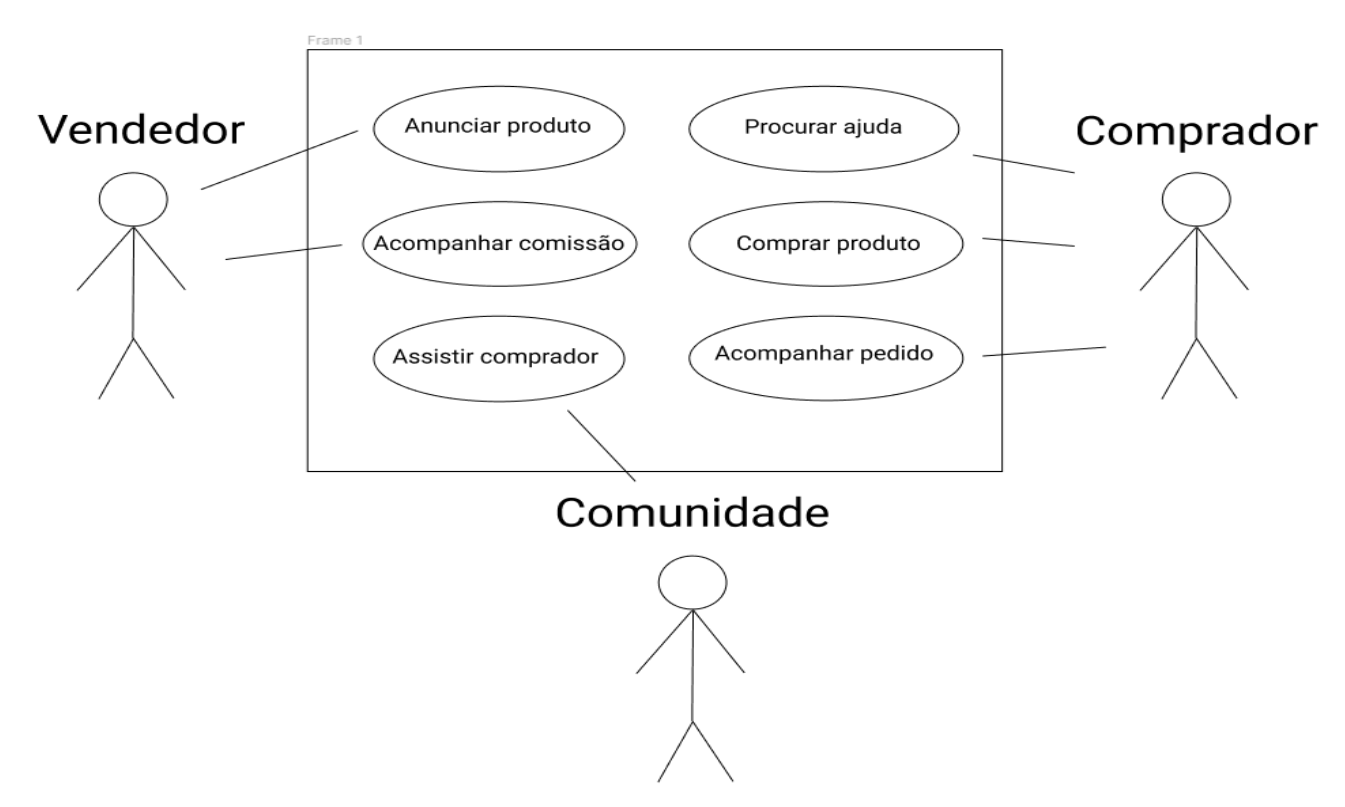 Frame 1
Vendedor
Anunciar produto
Procurar ajuda
Comprador
Acompanhar comissão
Comprar produto
Assistir comprador
Acompanhar pedido
Comunidade